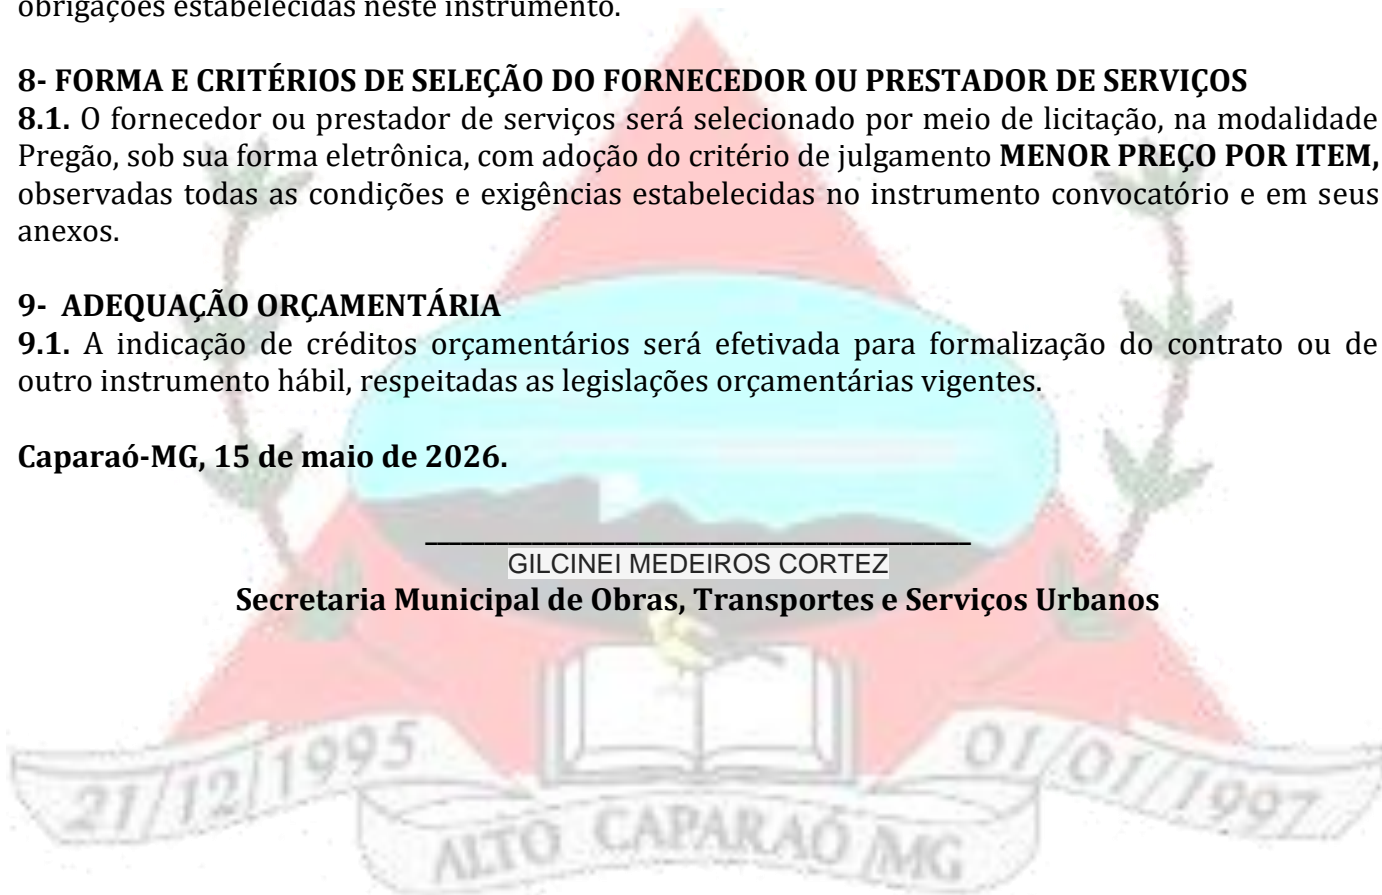 obrigações estabelecidas neste instrumento.
8- FORMA E CRITÉRIOS DE SELEÇÃO DO FORNECEDOR OU PRESTADOR DE SERVIÇOS
8.1. O fornecedor ou prestador de serviços será selecionado por meio de licitação, na modalidade
Pregão, sob sua forma eletrônica, com adoção do critério de julgamento MENOR PREÇO POR ITEM,
observadas todas as condições e exigências estabelecidas no instrumento convocatório e em seus
anexos.
9- ADEQUAÇÃO ORÇAMENTÁRIA
9.1. A indicação de créditos orçamentários será efetivada para formalização do contrato ou de
outro instrumento hábil, respeitadas as legislações orçamentárias vigentes.
Caparaó-MG, 15 de maio de 2026.
GILCINEI MEDEIROS CORTEZ
Secretaria Municipal de Obras, Transportes e Serviços Urbanos
21/12/1995
01/01/1997
ALTO CAPARAÓ MG